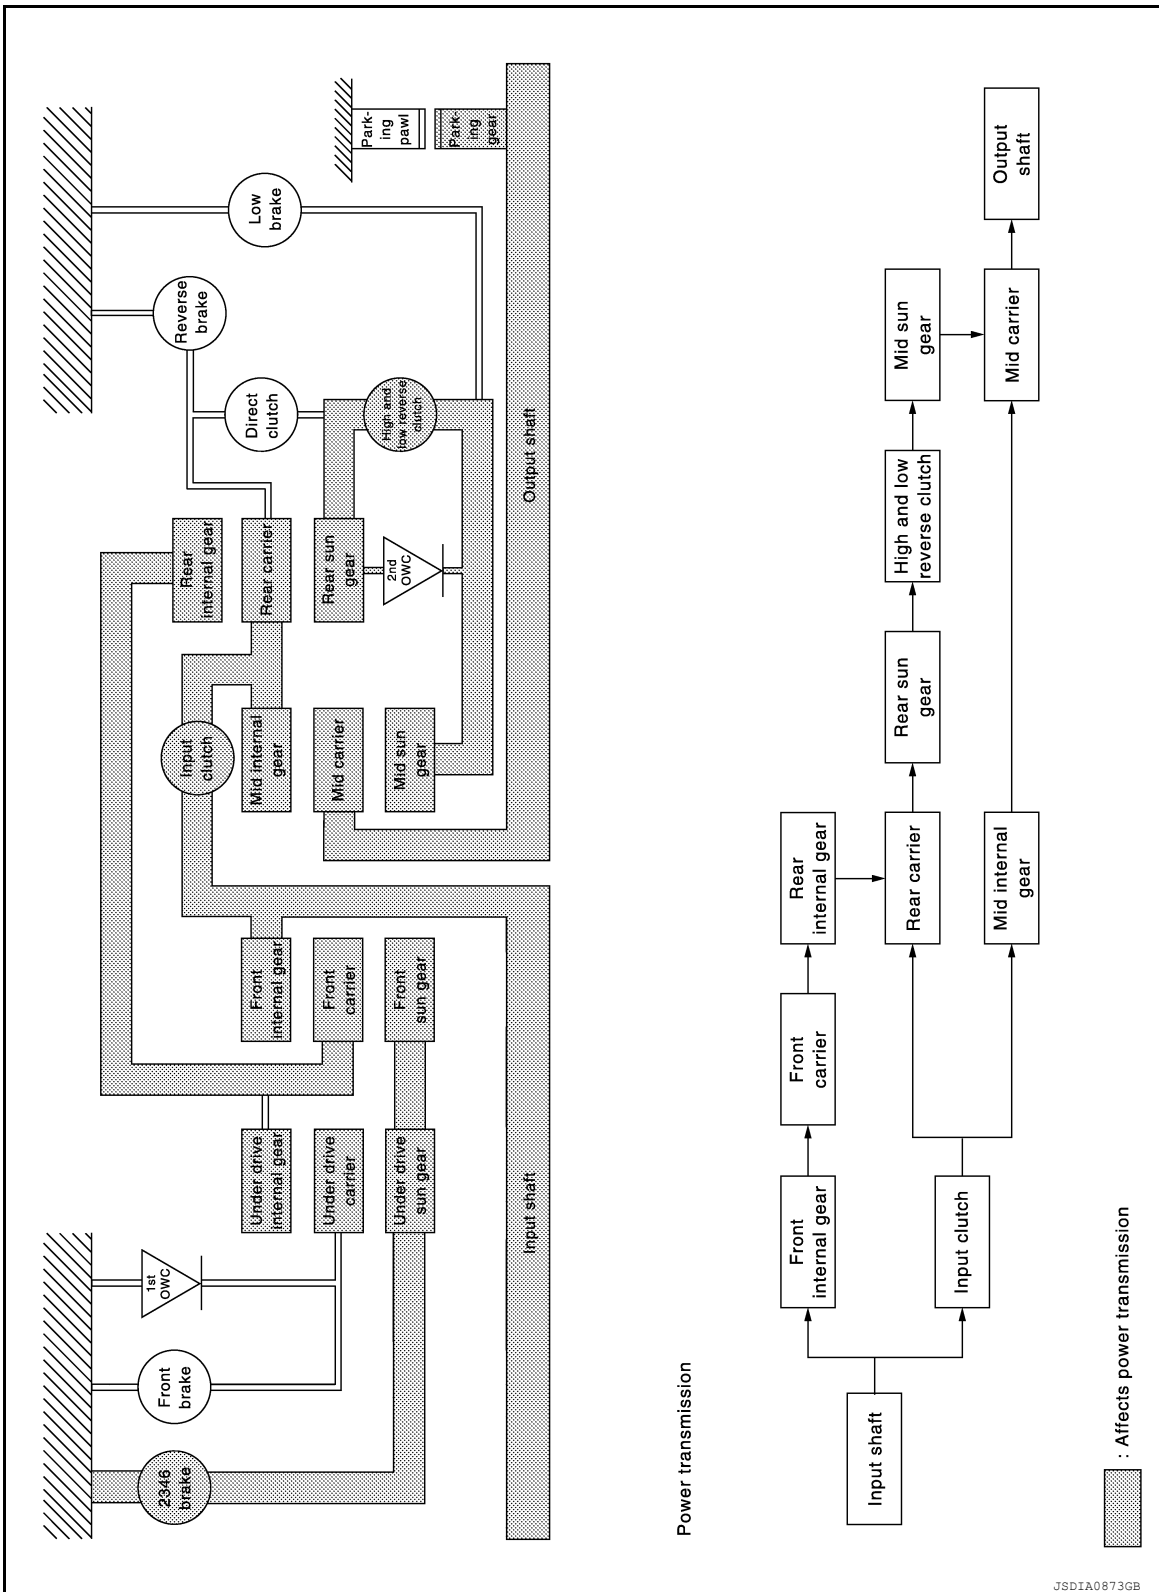 2346
brake
Front
brake
1st
OWC
Under drive
internal gear
Under drive
carrier
Under drive
sun gear
Front
internal gear
Front
carrier
Front
sun gear
Input shaft
Input
clutch
Mid internal
gear
Mid carrier
Mid sun
gear
Rear
internal gear
Rear carrier
Rear sun
gear
2nd
OWC
Direct
clutch
High and
low reverse
clutch
Reverse
brake
Low
brake
Park-
ing
pawl
Park-
ing
gear
Output shaft
Power transmission
Input shaft
Front
internal gear
Front
carrier
Rear
internal gear
Input clutch
Rear carrier
Rear sun
gear
High and low
reverse clutch
Mid sun
gear
Mid internal
gear
Mid carrier
Output
shaft
: Affects power transmission
JSDIA0873GB